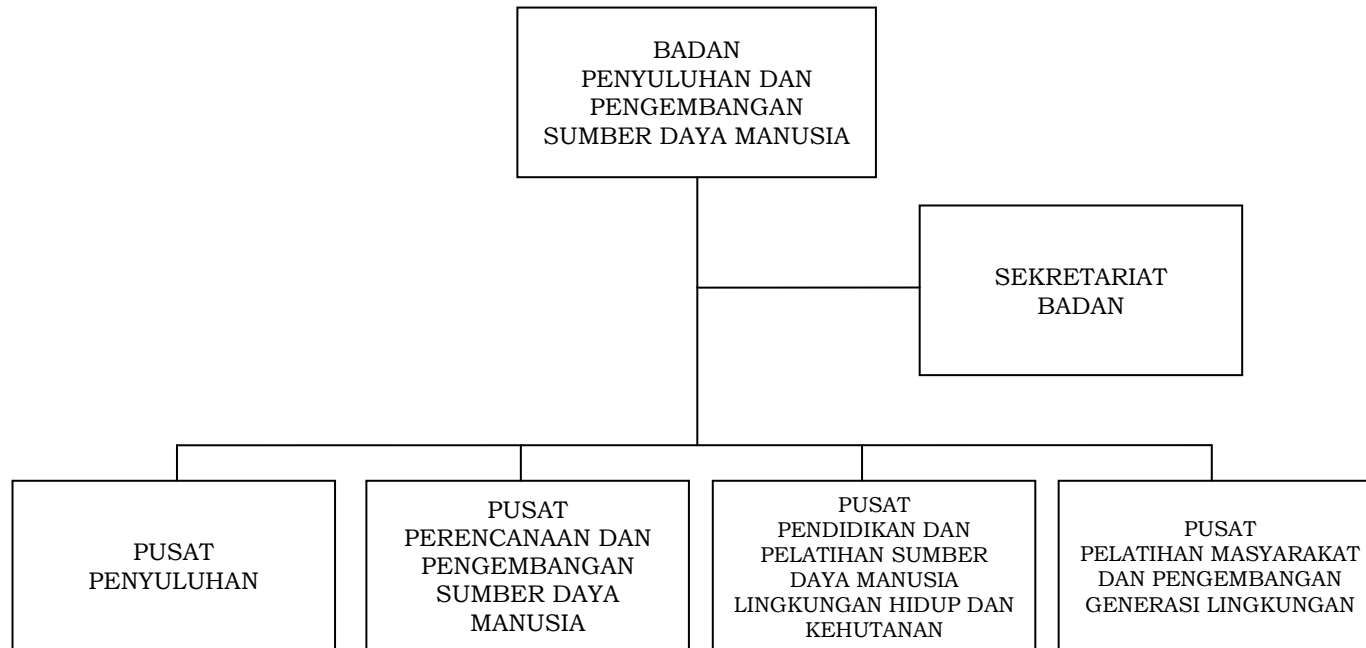 BADAN
PENYULUHAN DAN
PENGEMBANGAN
SUMBER DAYA MANUSIA
SEKRETARIAT
BADAN
PUSAT
PENYULUHAN
PUSAT
PERENCANAAN DAN
PENGEMBANGAN
SUMBER DAYA
MANUSIA
PUSAT
PENDIDIKAN DAN
PELATIHAN SUMBER
DAYA MANUSIA
LINGKUNGAN HIDUP DAN
KEHUTANAN
PUSAT
PELATIHAN MASYARAKAT
DAN PENGEMBANGAN
GENERASI LINGKUNGAN